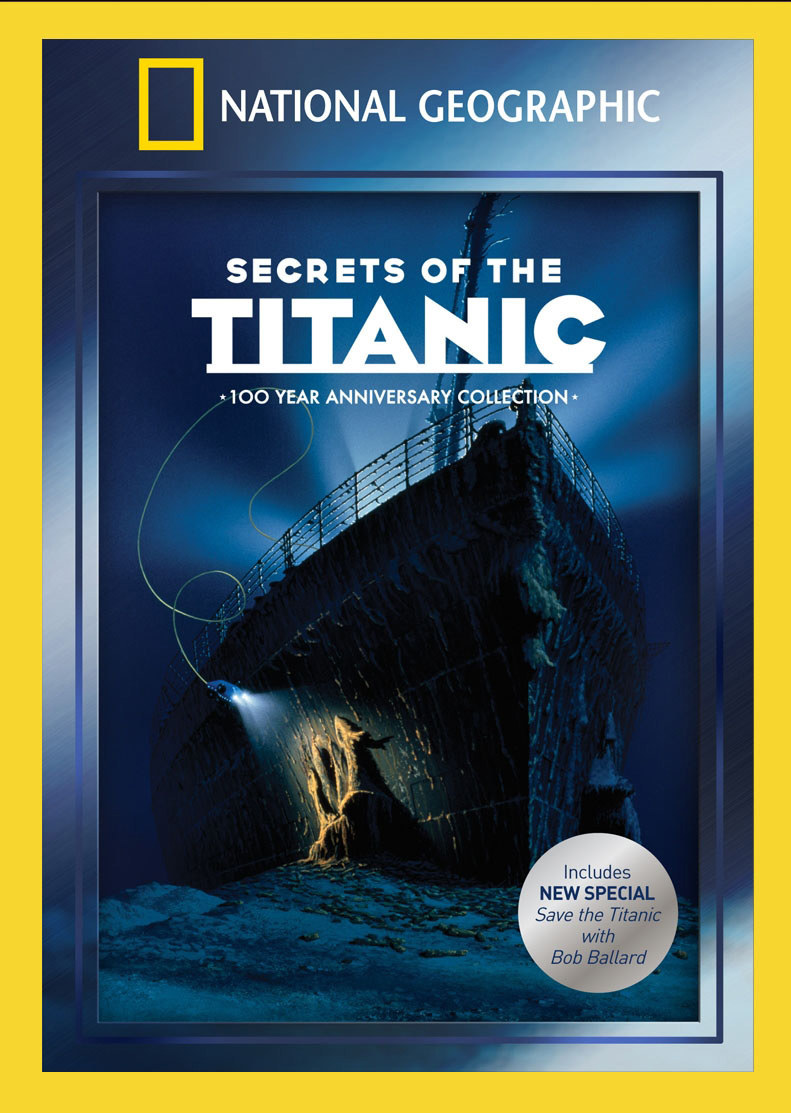 NATIONAL GEOGRAPHIC
SECRETS OF THE
TITANIC
★100 YEAR ANNIVERSARY COLLECTION★
Includes
NEW SPECIAL
Save the Titanic
with
Bob Ballard